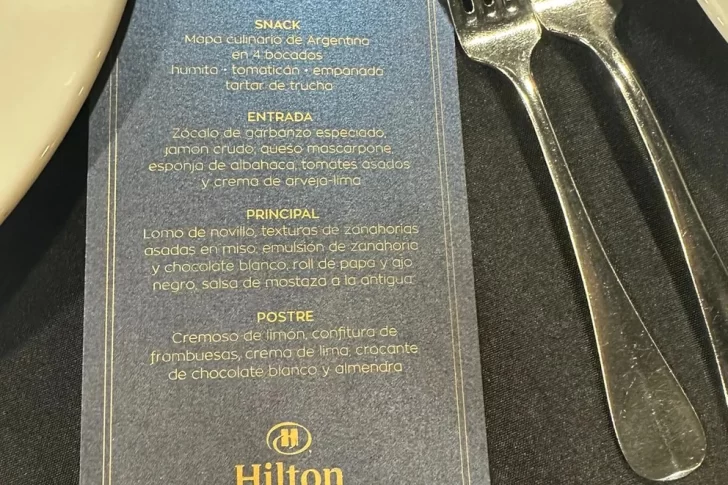 SNACK
Mapa culinario de Argentina
en 4 bocados
humita • tomaticán • empanada
tartar de trucha
ENTRADA
Zócalo de garbanzo especiado,
jamón crudo, queso mascarpone,
esponja de albahaca, tomates asados
y crema de arveja-lima
PRINCIPAL
Lomo de novillo, texturas de zanahorias
asadas en miso, emulsión de zanahoria
y chocolate blanco, roll de papa y ajo
negro, salsa de mostaza a la antigua
POSTRE
Cremoso de limón, confitura de
frambuesas, crema de lima, crocante
de chocolate blanco y almendra
H
Hilton